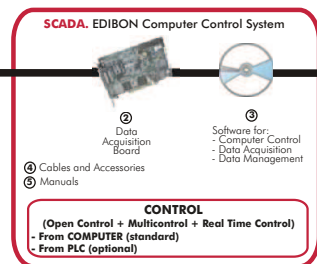 SCADA. EDIBON Computer Control System
②
Data
Acquisition
Board
③
Software for:
- Computer Control
- Data Acquisition
- Data Management
④ Cables and Accessories
⑤ Manuals
CONTROL
(Open Control + Multicontrol + Real Time Control)
- From COMPUTER (standard)
- From PLC (optional)